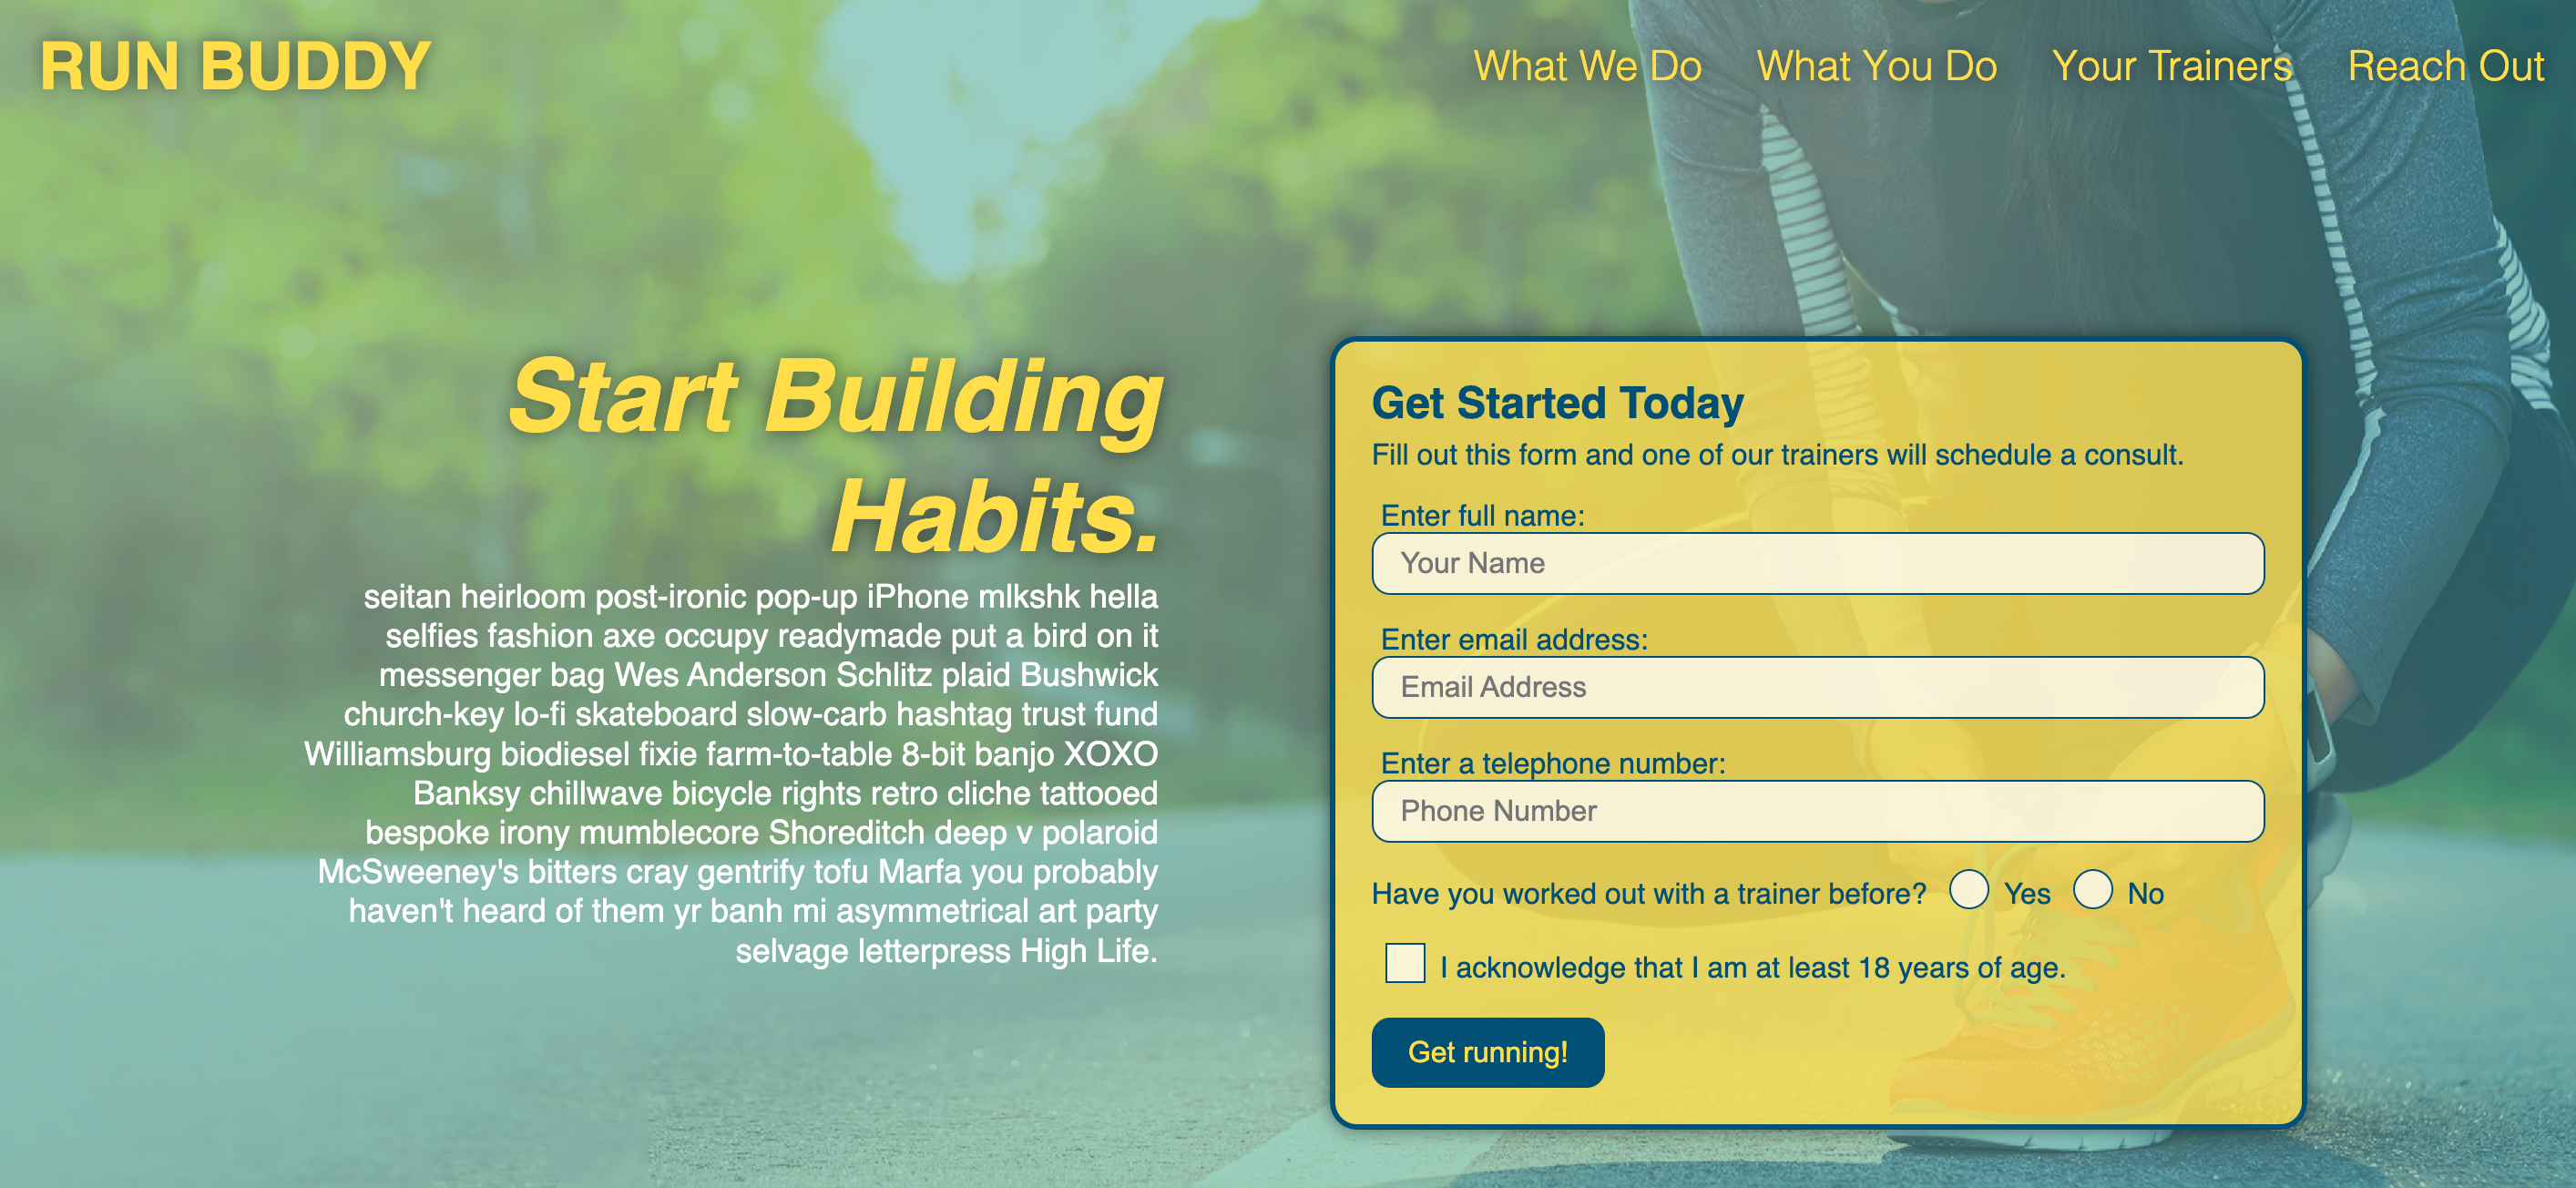 RUN BUDDY
What We Do
What You Do
Your Trainers
Reach Out
Start Building
Habits.
seitan heirloom post-ironic pop-up iPhone mlkshk hella
selfies fashion axe occupy readymade put a bird on it
messenger bag Wes Anderson Schlitz plaid Bushwick
church-key lo-fi skateboard slow-carb hashtag trust fund
Williamsburg biodiesel fixie farm-to-table 8-bit banjo XOXO
Banksy chillwave bicycle rights retro cliche tattooed
bespoke irony mumblecore Shoreditch deep v polaroid
McSweeney's bitters cray gentrify tofu Marfa you probably
haven't heard of them yr banh mi asymmetrical art party
selvage letterpress High Life.
Get Started Today
Fill out this form and one of our trainers will schedule a consult.
Enter full name:
Your Name
Enter email address:
Email Address
Enter a telephone number:
Phone Number
Have you worked out with a trainer before? Yes No
I acknowledge that I am at least 18 years of age.
Get running!